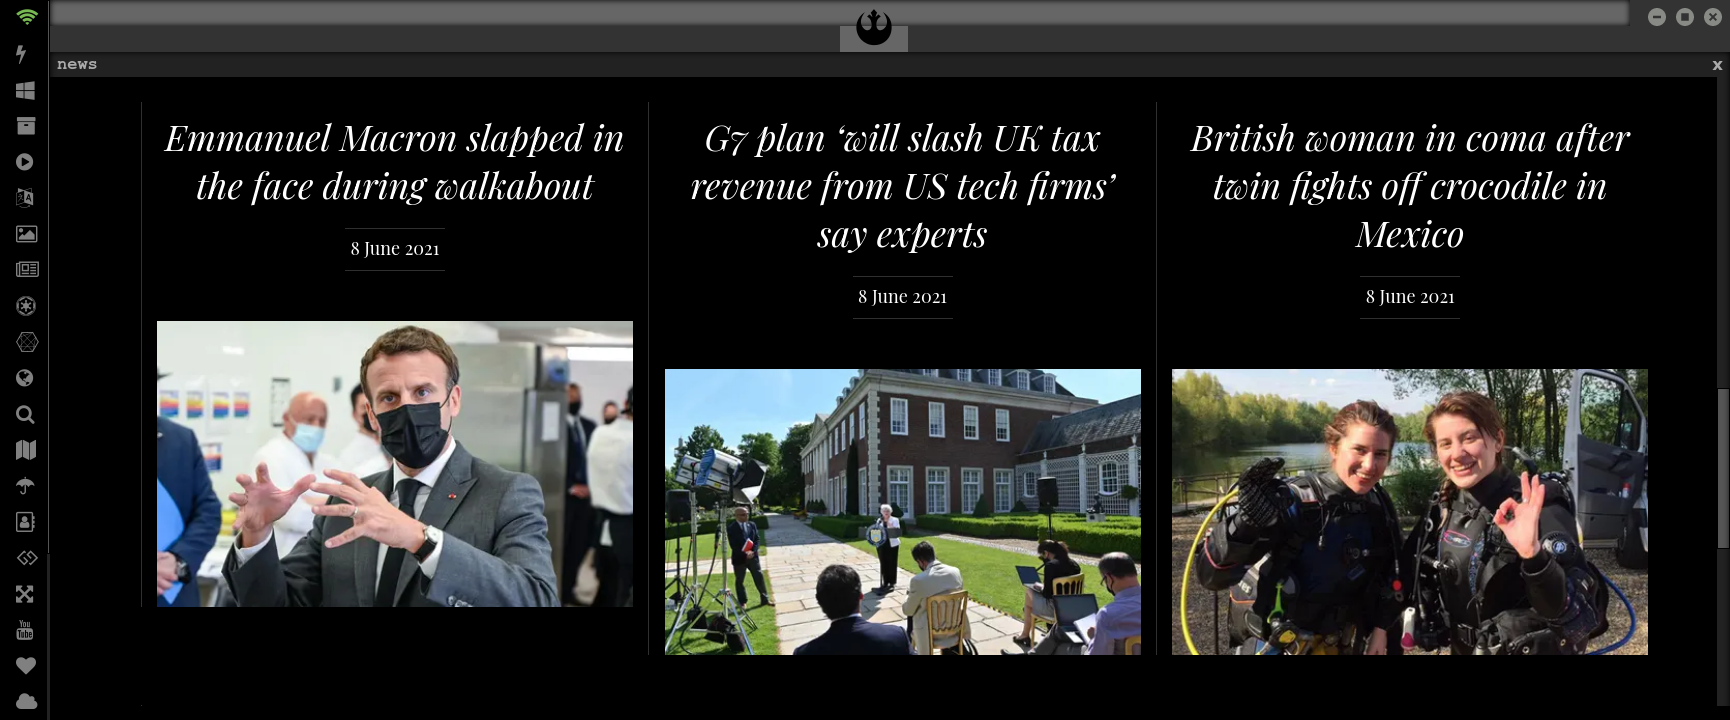 news
x
Emmanuel Macron slapped in
the face during walkabout
8 June 2021
G7 plan ‘will slash UK tax
revenue from US tech firms’
say experts
8 June 2021
British woman in coma after
twin fights off crocodile in
Mexico
8 June 2021
You
Tube